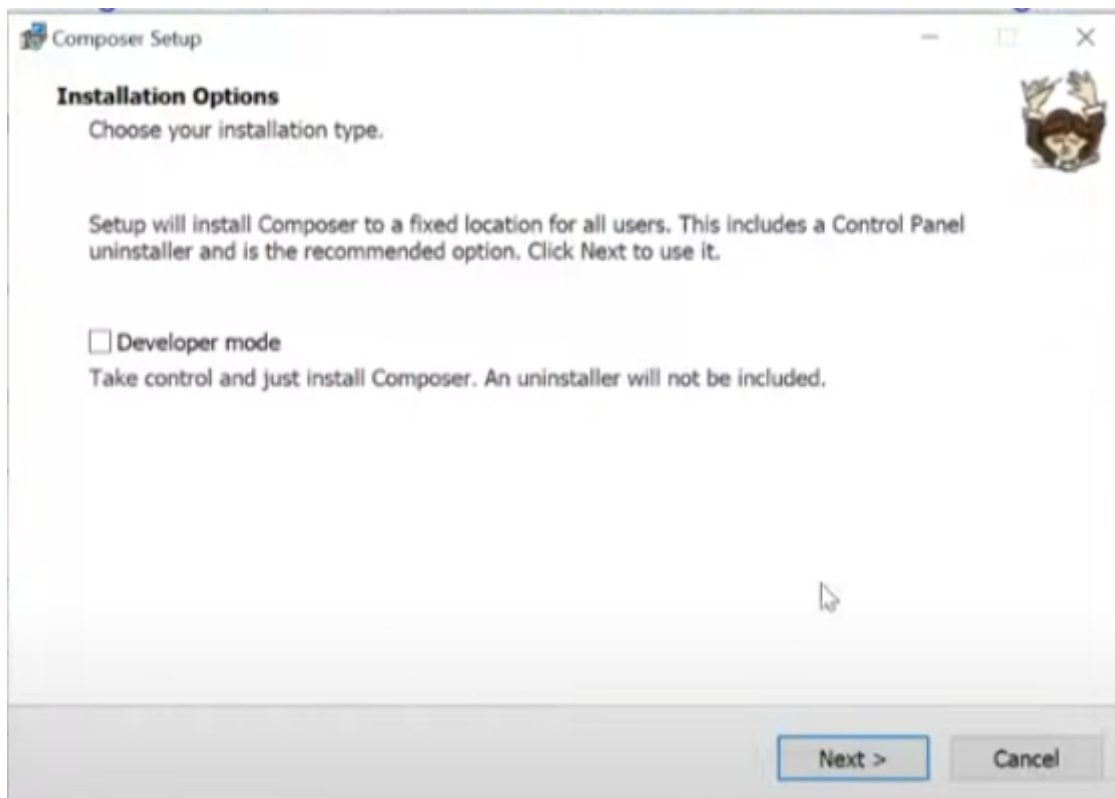 Composer Setup
Installation Options
Choose your installation type.
Setup will install Composer to a fixed location for all users. This includes a Control Panel
uninstaller and is the recommended option. Click Next to use it.
Developer mode
Take control and just install Composer. An uninstaller will not be included.
Next >
Cancel